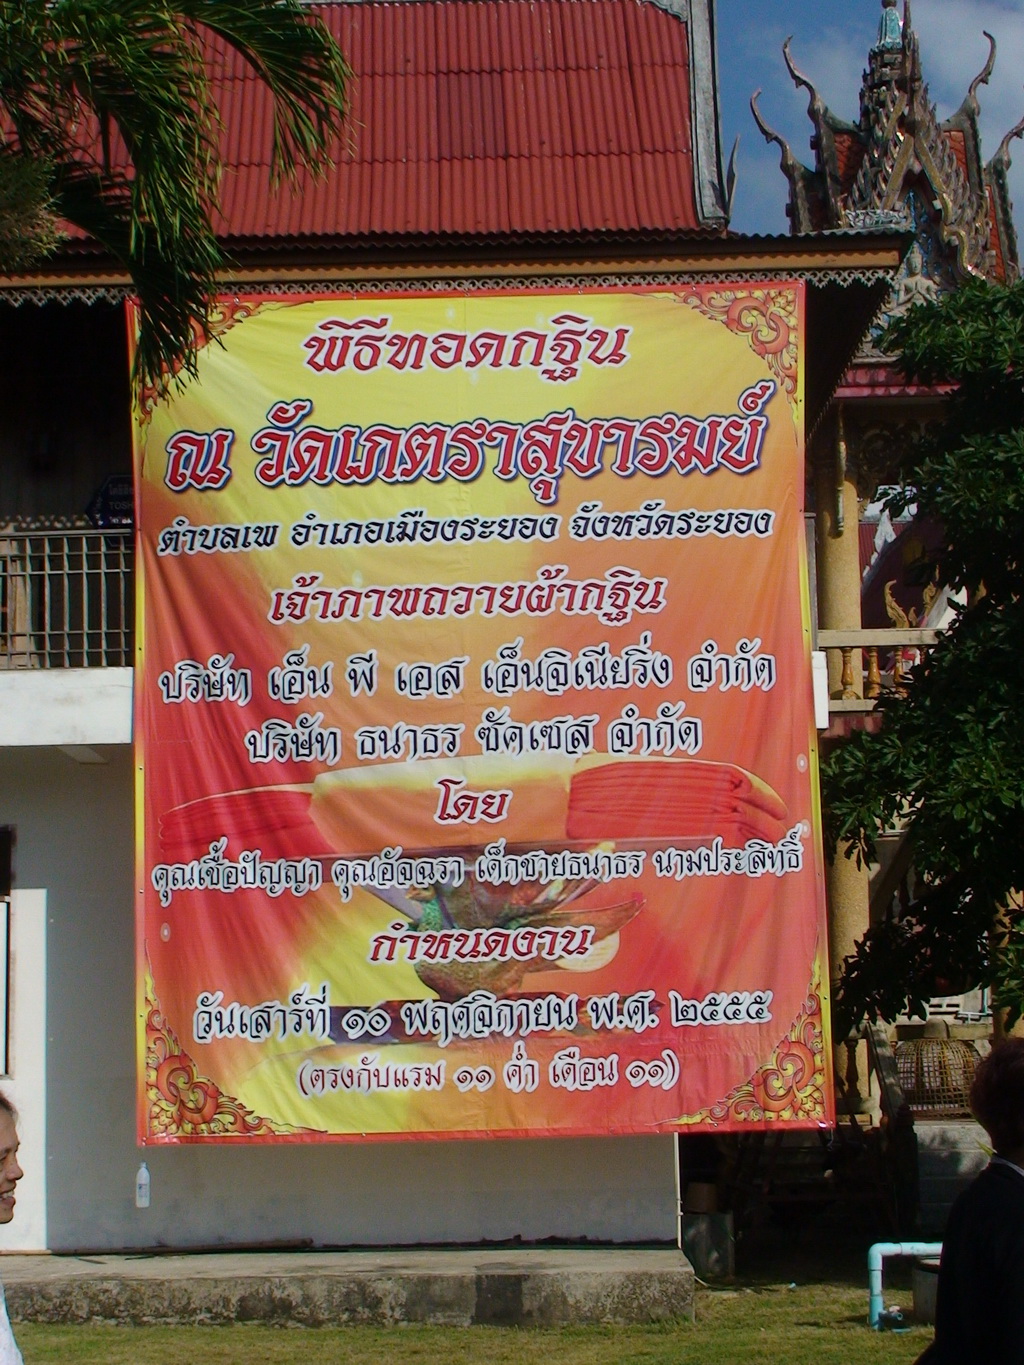 พิธีทอดกฐิน
ณ วัดเภตราสุขารมย์
ตำบลเพ อำเภอเมืองระยอง จังหวัดระยอง
เจ้าภาพถวายผ้ากฐิน
บริษัท เอ็น พี เอส เอ็นจิเนียริ่ง จำกัด
บริษัท ธนาธร ซัคเซส จำกัด
โดย
คุณเชื้อปัญญา คุณอัจฉรา เด็กชายธนาธร นามประสิทธิ์
กำหนดงาน
วันเสาร์ที่ ๑๐ พฤศจิกายน พ.ศ. ๒๕๕๕
(ตรงกับแรม ๑๑ ค่ำ เดือน ๑๑)